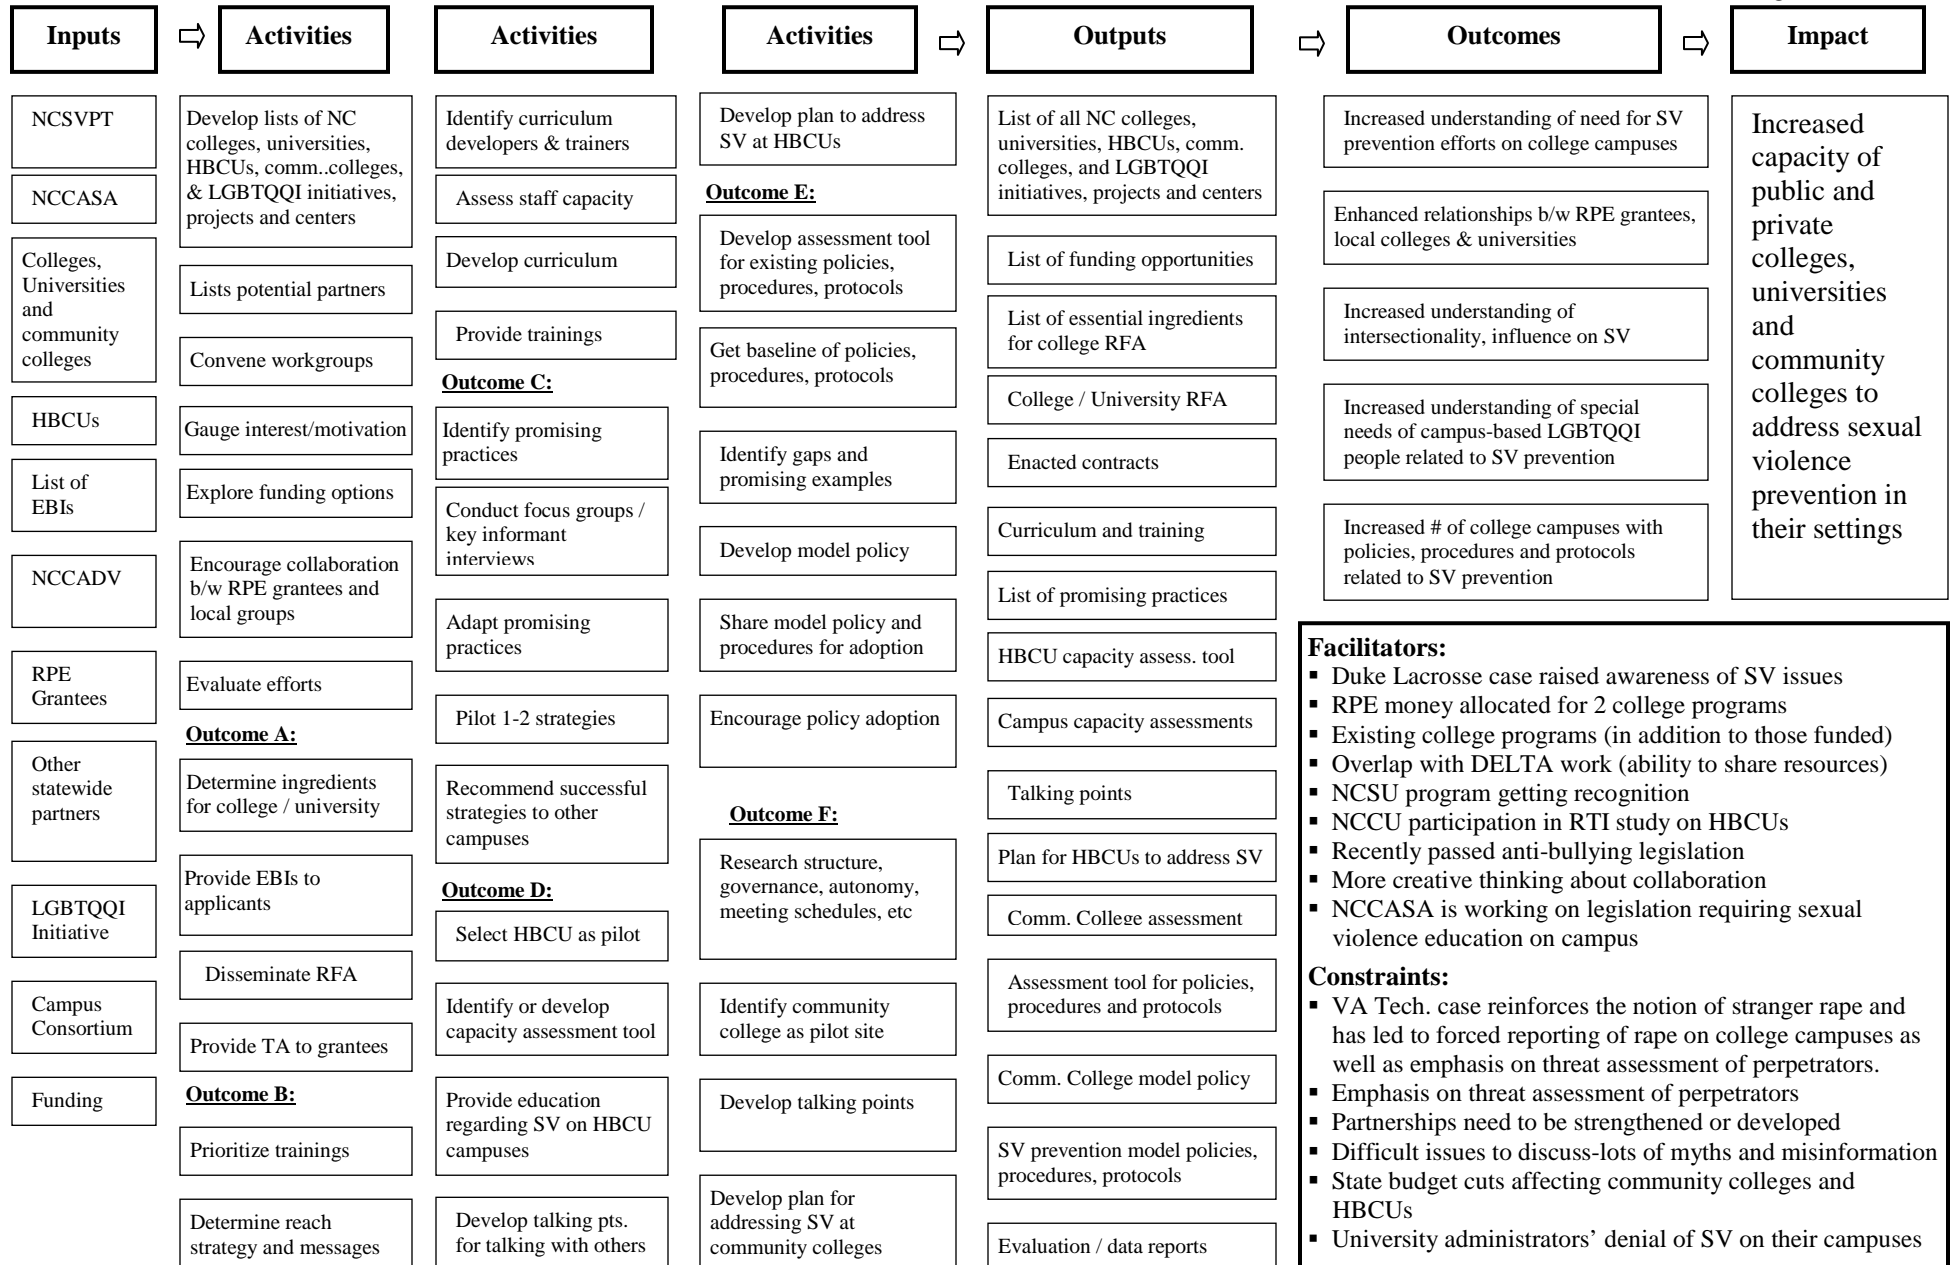 Inputs
Activities
Activities
Activities
Outputs
Outcomes
Impact
NCSVPT
NCCASA
Colleges,
Universities
and
community
colleges
HBCUs
List of
EBIs
NCCADV
RPE
Grantees
Other
statewide
partners
LGBTQQI
Initiative
Campus
Consortium
Funding
Develop lists of NC
colleges, universities,
HBCUs, comm..colleges,
& LGBTQQI initiatives,
projects and centers
Lists potential partners
Convene workgroups
Gauge interest/motivation
Explore funding options
Encourage collaboration
b/w RPE grantees and
local groups
Evaluate efforts
Outcome A:
Determine ingredients
for college / university
Provide EBIs to
applicants
Disseminate RFA
Provide TA to grantees
Outcome B:
Prioritize trainings
Determine reach
strategy and messages
Identify curriculum
developers & trainers
Assess staff capacity
Develop curriculum
Provide trainings
Outcome C:
Identify promising
practices
Conduct focus groups /
key informant
interviews
Adapt promising
practices
Pilot 1-2 strategies
Recommend successful
strategies to other
campuses
Outcome D:
Select HBCU as pilot
Identify or develop
capacity assessment tool
Provide education
regarding SV on HBCU
campuses
Develop talking pts.
for talking with others
Develop plan to address
SV at HBCUs
Outcome E:
Develop assessment tool
for existing policies,
procedures, protocols
Get baseline of policies,
procedures, protocols
Identify gaps and
promising examples
Develop model policy
Share model policy and
procedures for adoption
Encourage policy adoption
Outcome F:
Research structure,
governance, autonomy,
meeting schedules, etc
Identify community
college as pilot site
Develop talking points
Develop plan for
addressing SV at
community colleges
List of all NC colleges,
universities, HBCUs, comm.
colleges, and LGBTQQI
initiatives, projects and centers
List of funding opportunities
List of essential ingredients
for college RFA
College / University RFA
Enacted contracts
Curriculum and training
List of promising practices
HBCU capacity assess. tool
Campus capacity assessments
Talking points
Plan for HBCUs to address SV
Comm. College assessment
Assessment tool for policies,
procedures and protocols
Comm. College model policy
SV prevention model policies,
procedures, protocols
Evaluation / data reports
Increased understanding of need for SV
prevention efforts on college campuses
Enhanced relationships b/w RPE grantees,
local colleges & universities
Increased understanding of
intersectionality, influence on SV
Increased understanding of special
needs of campus-based LGBTQQI
people related to SV prevention
Increased # of college campuses with
policies, procedures and protocols
related to SV prevention
Increased
capacity of
public and
private
colleges,
universities
and
community
colleges to
address sexual
violence
prevention in
their settings
Facilitators:
▪ Duke Lacrosse case raised awareness of SV issues
▪ RPE money allocated for 2 college programs
▪ Existing college programs (in addition to those funded)
▪ Overlap with DELTA work (ability to share resources)
▪ NCSU program getting recognition
▪ NCCU participation in RTI study on HBCUs
▪ Recently passed anti-bullying legislation
▪ More creative thinking about collaboration
▪ NCCASA is working on legislation requiring sexual
violence education on campus
Constraints:
▪ VA Tech. case reinforces the notion of stranger rape and
has led to forced reporting of rape on college campuses as
well as emphasis on threat assessment of perpetrators.
▪ Emphasis on threat assessment of perpetrators
▪ Partnerships need to be strengthened or developed
▪ Difficult issues to discuss-lots of myths and misinformation
▪ State budget cuts affecting community colleges and
HBCUs
▪ University administrators' denial of SV on their campuses